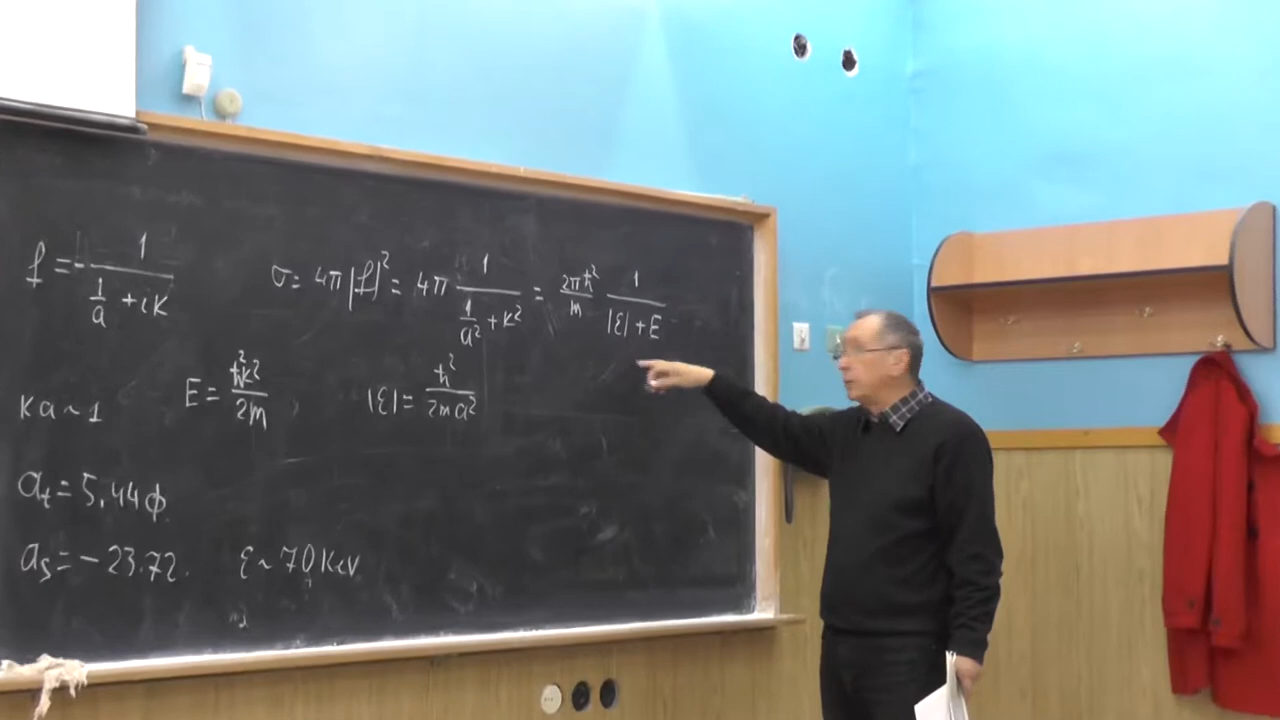 f = - 1 / (1/a + iK)
σ = 4π |f|² = 4π 1 / (1/a² + K²) = 2πħ²/m 1 / (|ε| + E)
Ka ~ 1
E = ħ²k² / 2m
|ε| = ħ² / 2ma²
a_t = 5,44 ф.
a_s = - 23.72.
ε ~ 70 KeV